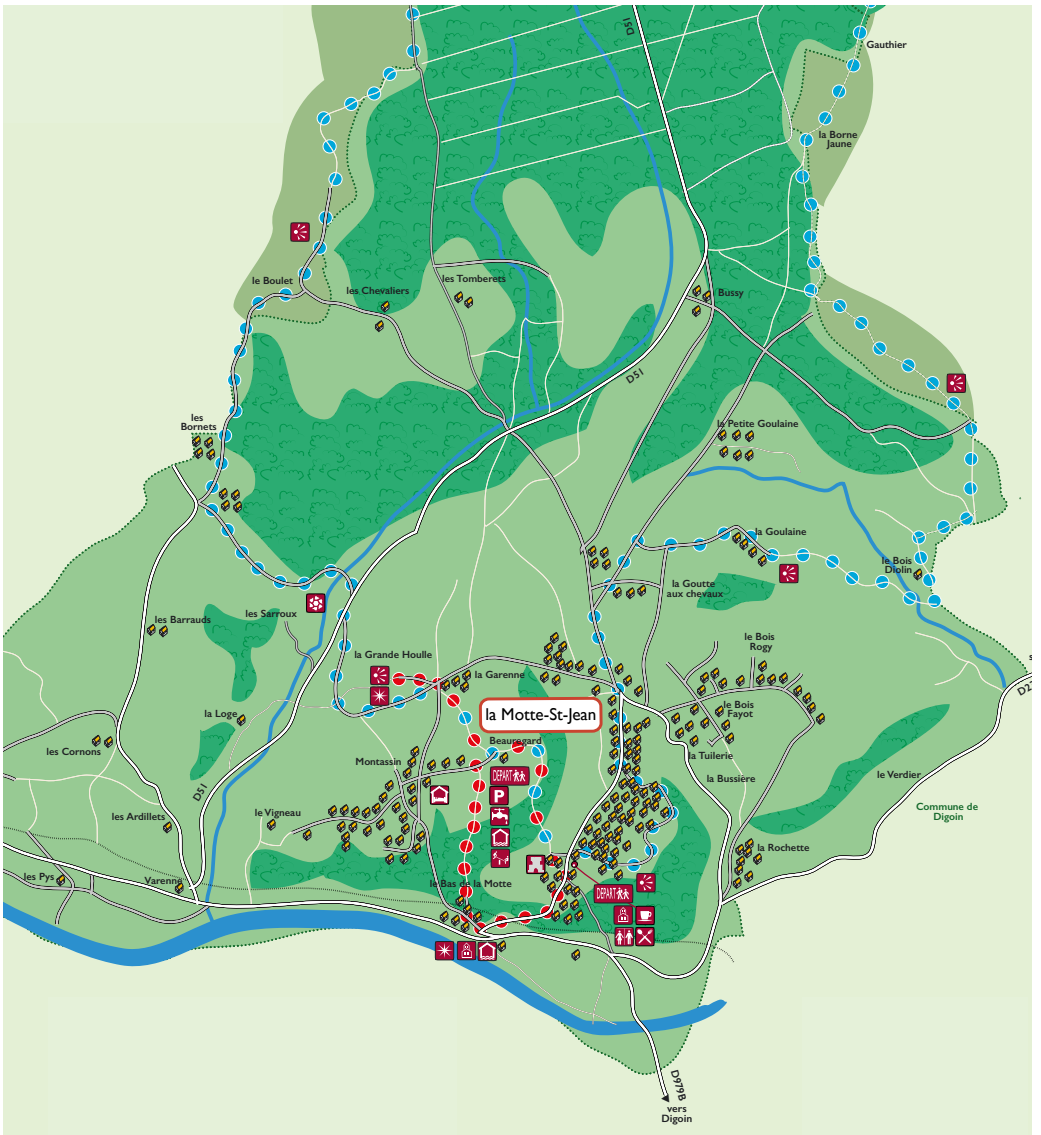 D51
Gauthier
la Borne
Jaune
le Boulet
les Chevaliers
les Tomberets
Bussy
D51
les
Bornets
la Petite Goulaine
la Goulaine
le Bois
Diolin
la Goutte
aux chevaux
les Sarroux
les Barrauds
le Bois
Rogy
la Grande Houlle
la Garenne
s
D2
la Motte-St-Jean
le Bois
Fayot
la Loge
Beauregard
les Cornons
Montassin
la Tuilerie
la Bussière
le Verdier
DEPART
P
D51
le Vigneau
les Ardillets
Commune de
Digoin
la Rochette
les Pys
Varenne
le Bas de la Motte
DEPART
D979B
vers
Digoin